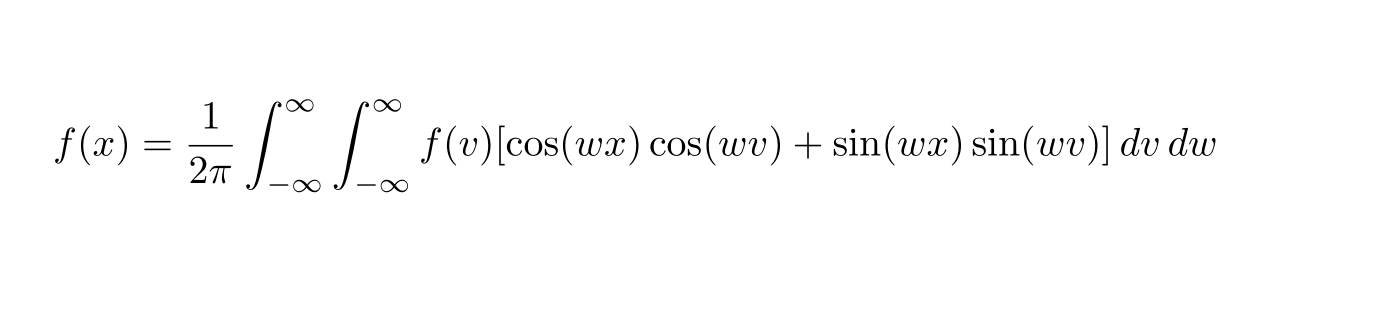 f(x) = \frac{1}{2\pi} \int_{-\infty}^{\infty} \int_{-\infty}^{\infty} f(v)[\cos(wx)\cos(wv) + \sin(wx)\sin(wv)] \, dv \, dw